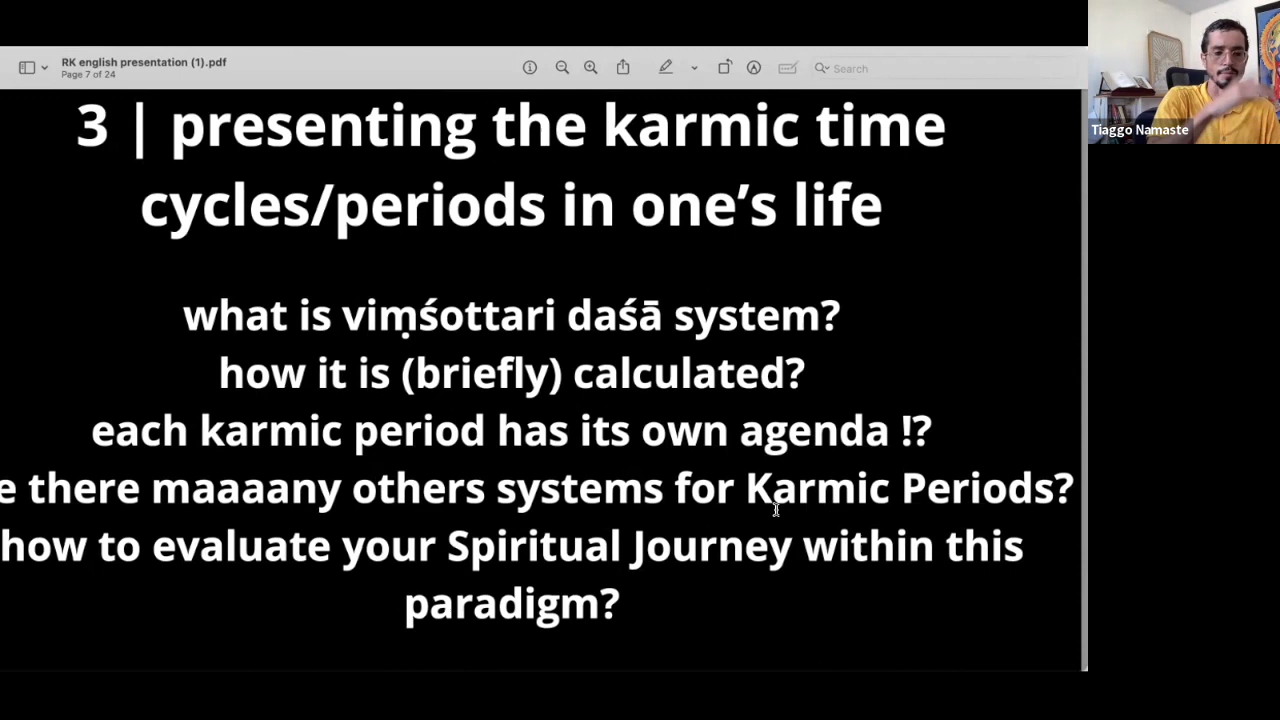 RK english presentation (1).pdf
Page 7 of 24
Search
Tiaggo Namaste
3 | presenting the karmic time
cycles/periods in one’s life
what is viṃśottari daśā system?
how it is (briefly) calculated?
each karmic period has its own agenda !?
e there maaaany others systems for Karmic Periods?
how to evaluate your Spiritual Journey within this
paradigm?